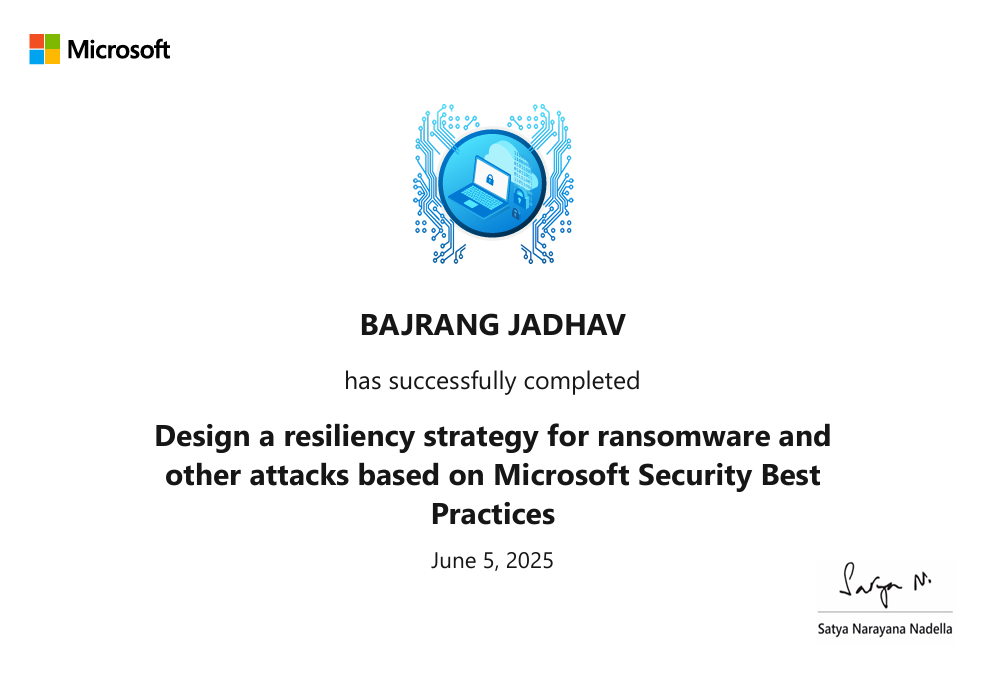 Microsoft
BAJRANG JADHAV
has successfully completed
Design a resiliency strategy for ransomware and
other attacks based on Microsoft Security Best
Practices
June 5, 2025
Satya N.
Satya Narayana Nadella